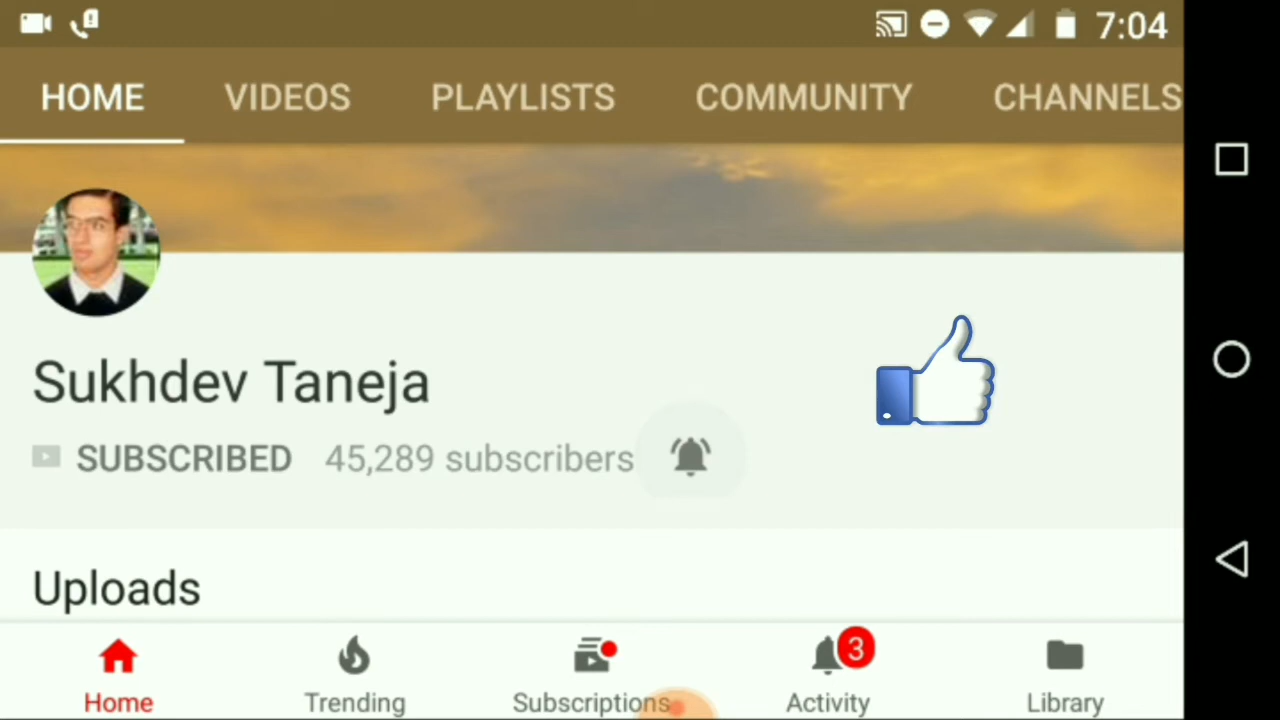 7:04
HOME VIDEOS PLAYLISTS COMMUNITY CHANNELS
Sukhdev Taneja
SUBSCRIBED 45,289 subscribers
Uploads
3
Home Trending Subscriptions Activity Library